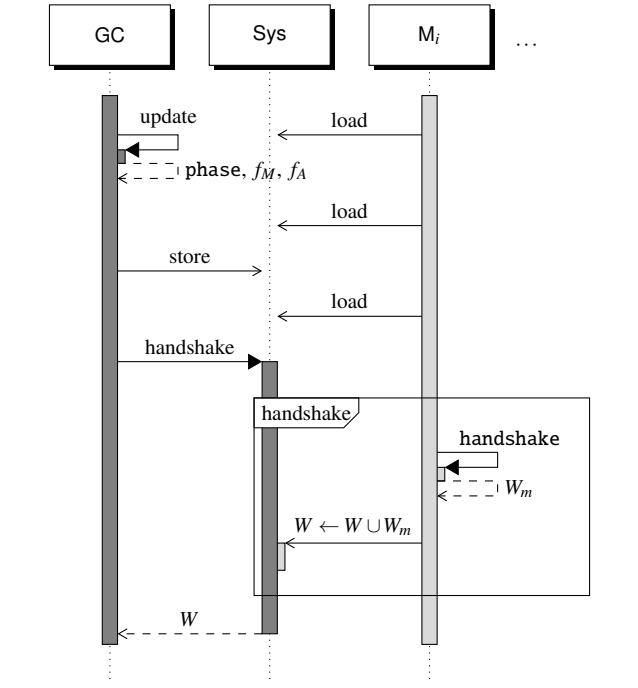 GC Sys M_i ...
update
load
phase, f_M, f_A
load
store
load
handshake
handshake
handshake
W_m
W ← W ∪ W_m
W